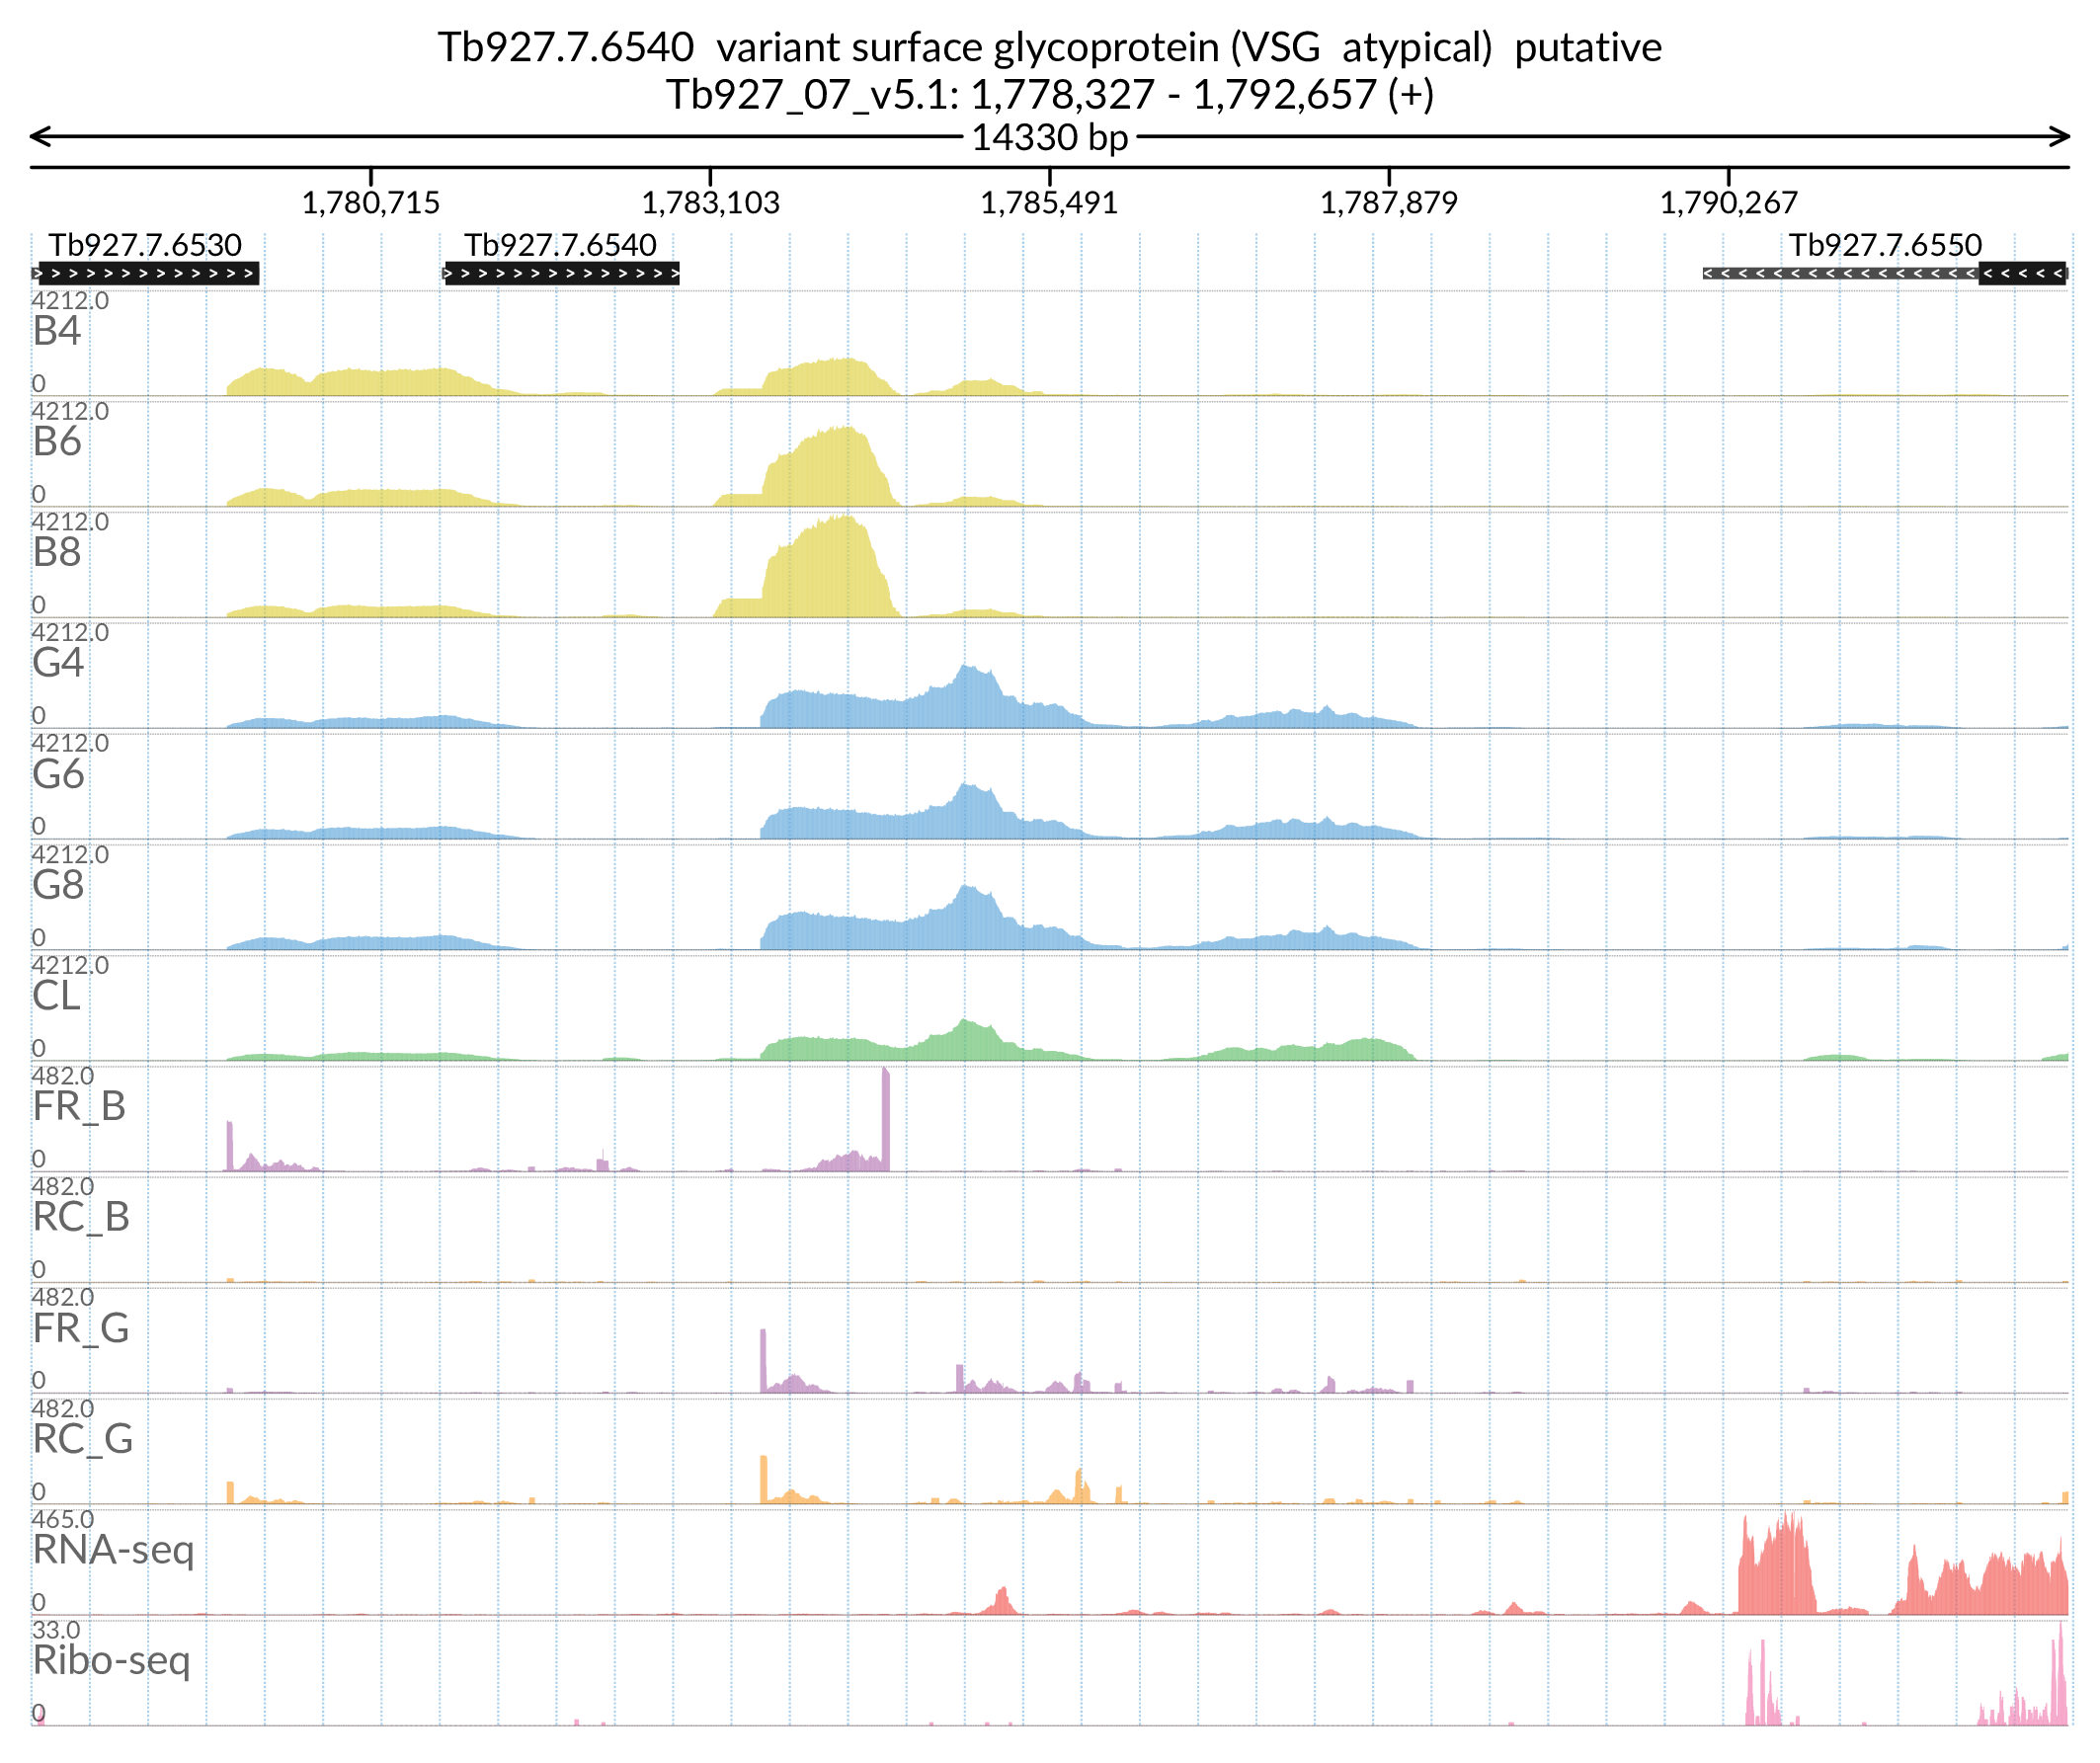 Tb927.7.6540  variant surface glycoprotein (VSG  atypical)  putative
Tb927_07_v5.1: 1,778,327 - 1,792,657 (+)
14330 bp
1,780,715 1,783,103 1,785,491 1,787,879 1,790,267
Tb927.7.6530 Tb927.7.6540 Tb927.7.6550
4212.0
B4
0
4212.0
B6
0
4212.0
B8
0
4212.0
G4
0
4212.0
G6
0
4212.0
G8
0
4212.0
CL
0
482.0
FR_B
0
482.0
RC_B
0
482.0
FR_G
0
482.0
RC_G
0
465.0
RNA-seq
0
33.0
Ribo-seq
0